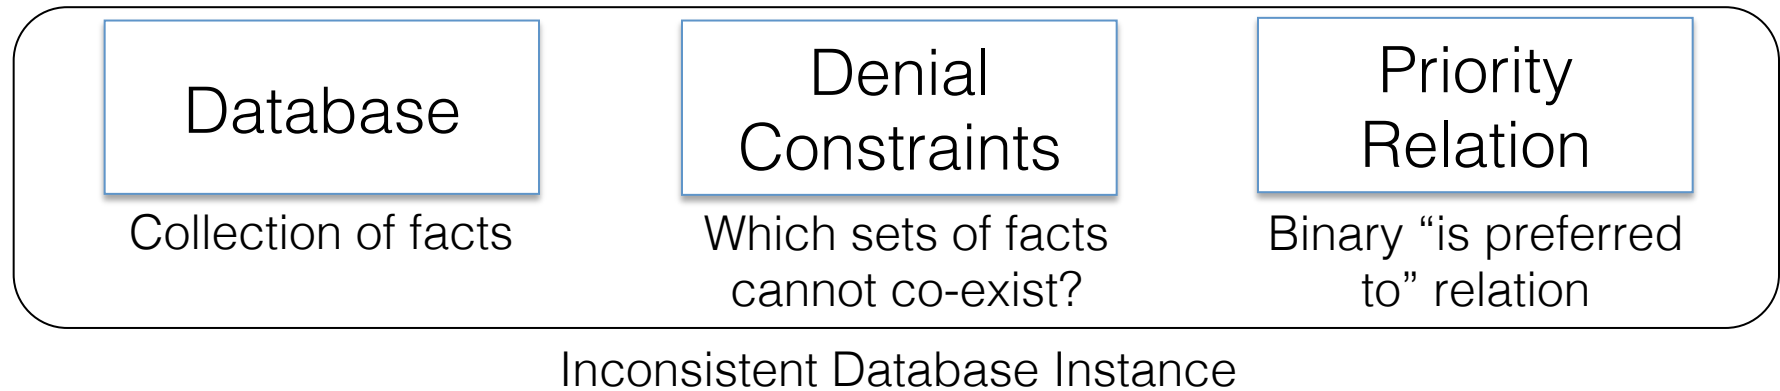 Database
Collection of facts
Denial
Constraints
Which sets of facts
cannot co-exist?
Priority
Relation
Binary “is preferred
to” relation
Inconsistent Database Instance